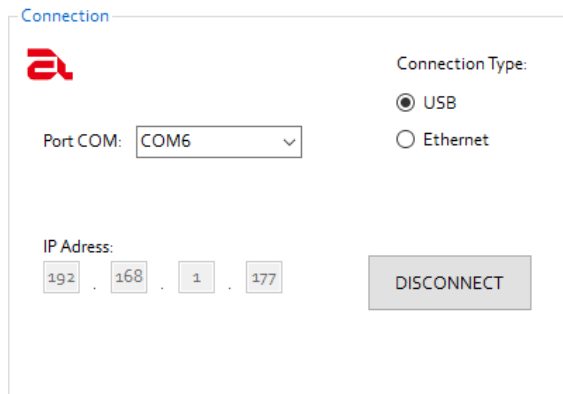 Connection
Connection Type:
USB
Port COM: COM6
Ethernet
IP Adress:
192 . 168 . 1 . 177
DISCONNECT